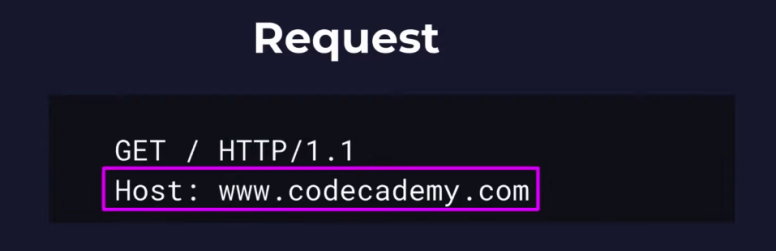 Request
GET / HTTP/1.1
Host: www.codecademy.com